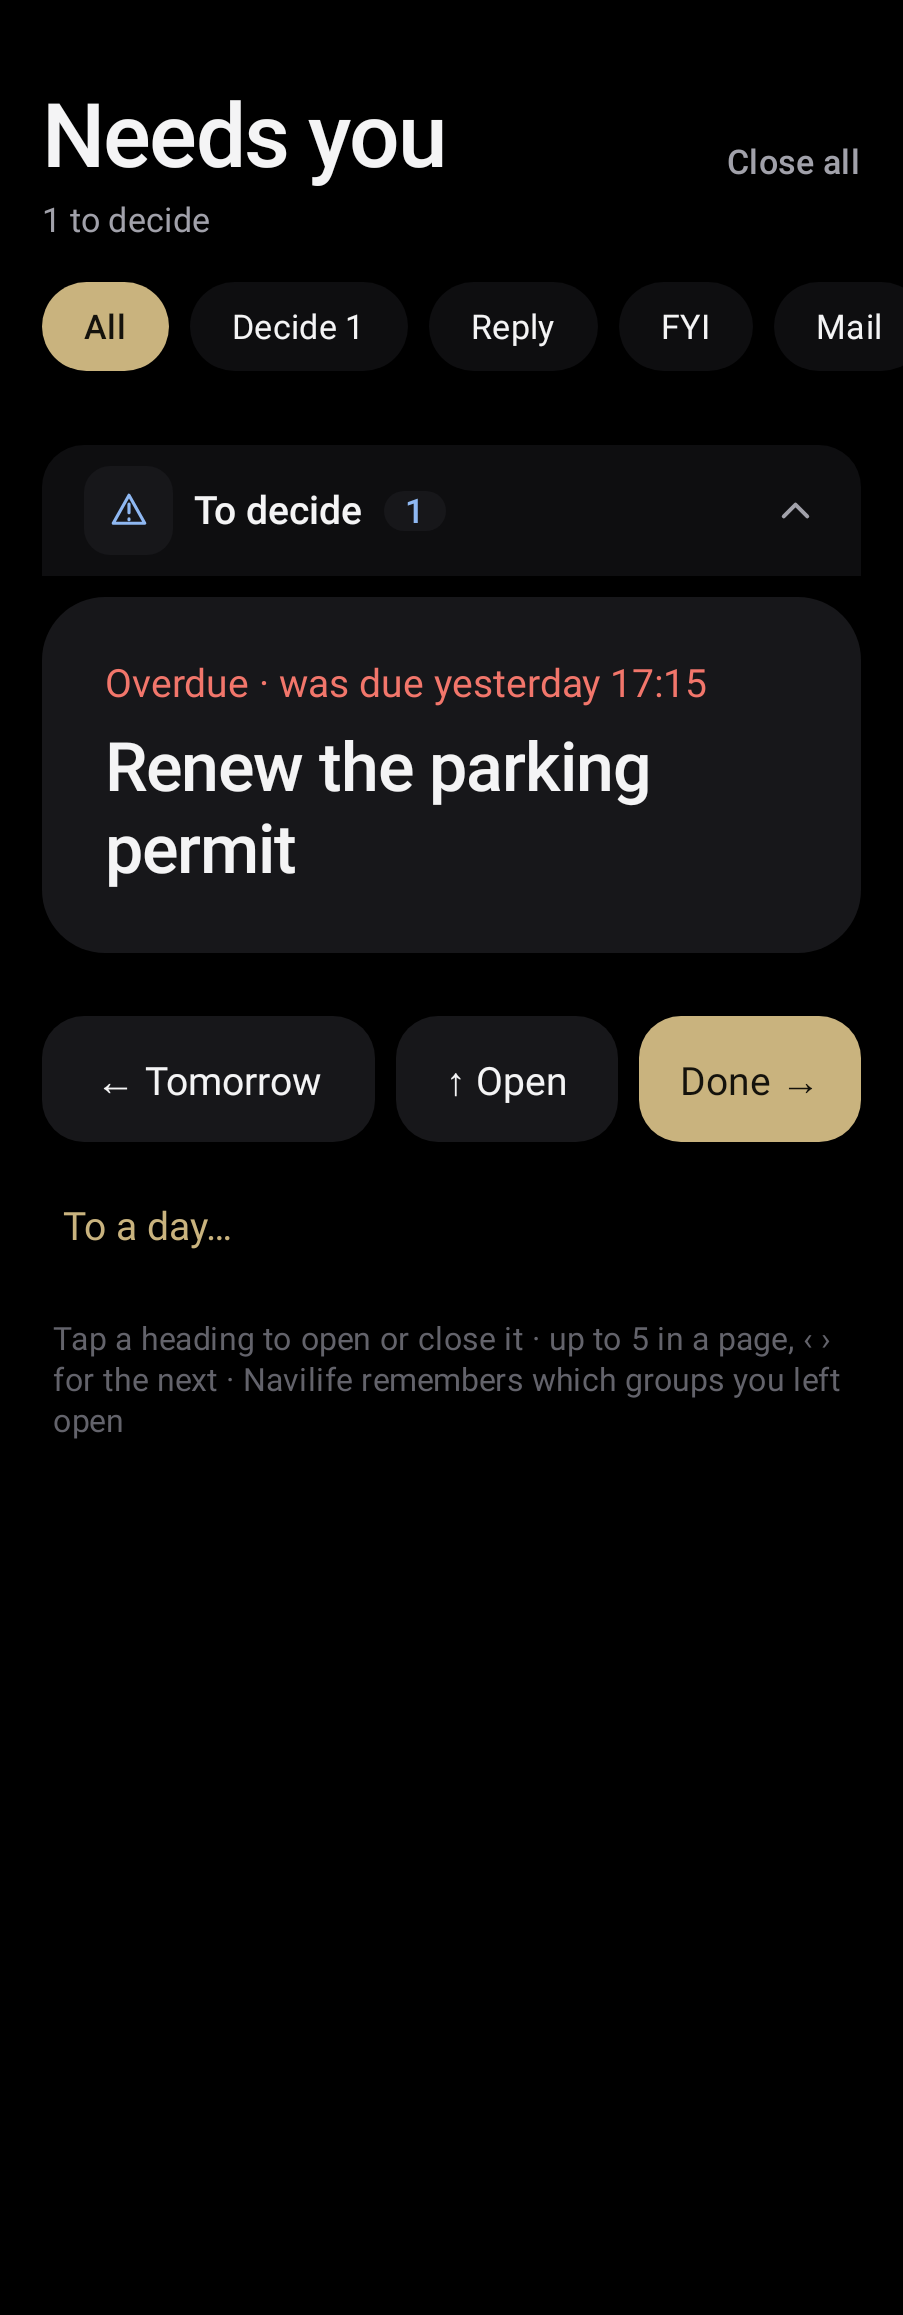 Needs you
Close all
1 to decide
All
Decide 1
Reply
FYI
Mail
To decide 1
Overdue · was due yesterday 17:15
Renew the parking
permit
← Tomorrow
↑ Open
Done →
To a day…
Tap a heading to open or close it · up to 5 in a page, ‹ ›
for the next · Navilife remembers which groups you left
open